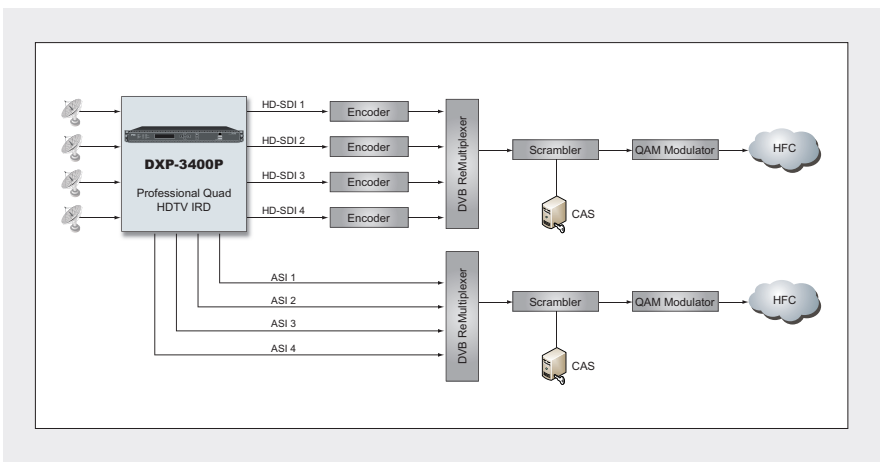 HD-SDI 1
Encoder
HD-SDI 2
Encoder
DXP-3400P
Professional Quad
HDTV IRD
HD-SDI 3
Encoder
HD-SDI 4
Encoder
DVB ReMultiplexer
Scrambler
QAM Modulator
HFC
CAS
ASI 1
ASI 2
ASI 3
ASI 4
DVB ReMultiplexer
Scrambler
QAM Modulator
HFC
CAS